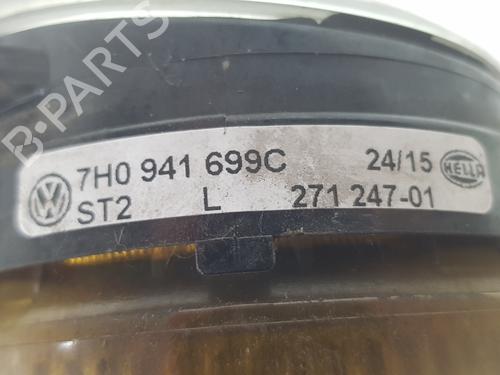 B-PARTS
7H0 941 699C 24/15 HELLA
ST2 L 271 247-01